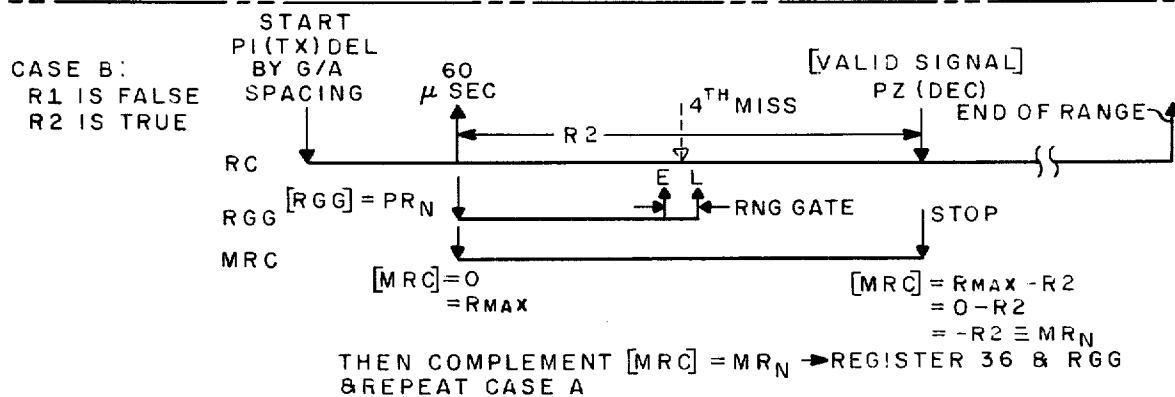 START
PI(TX)DEL
BY G/A
SPACING
CASE B:
R1 IS FALSE
R2 IS TRUE
60
μ SEC
4TH MISS
[VALID SIGNAL]
PZ (DEC)
END OF RANGE
R2
RC
E L
RGG
[RGG] = PRN
RNG GATE
STOP
MRC
[MRC]=0
=RMAX
[MRC] = RMAX -R2
= 0-R2
= -R2 ≡ MRN
THEN COMPLEMENT [MRC] = MRN → REGISTER 36 & RGG
&REPEAT CASE A